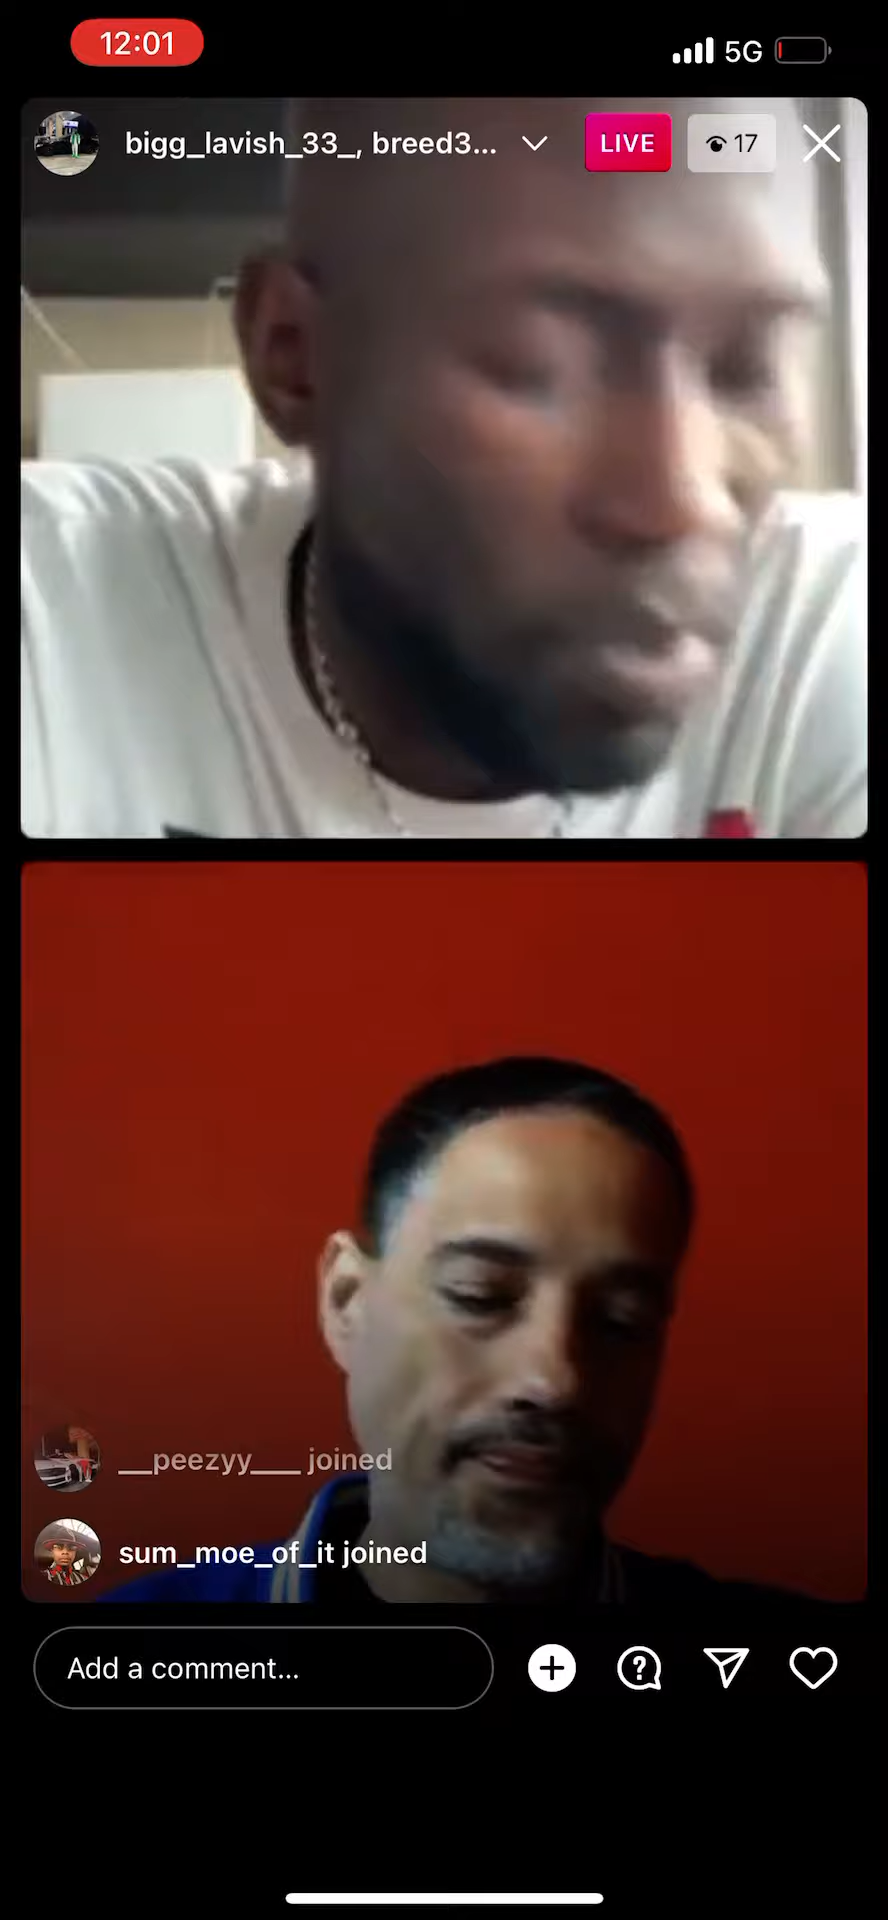 12:01
5G
bigg_lavish_33_, breed3...
LIVE
17
__peezyy___ joined
sum_moe_of_it joined
Add a comment...